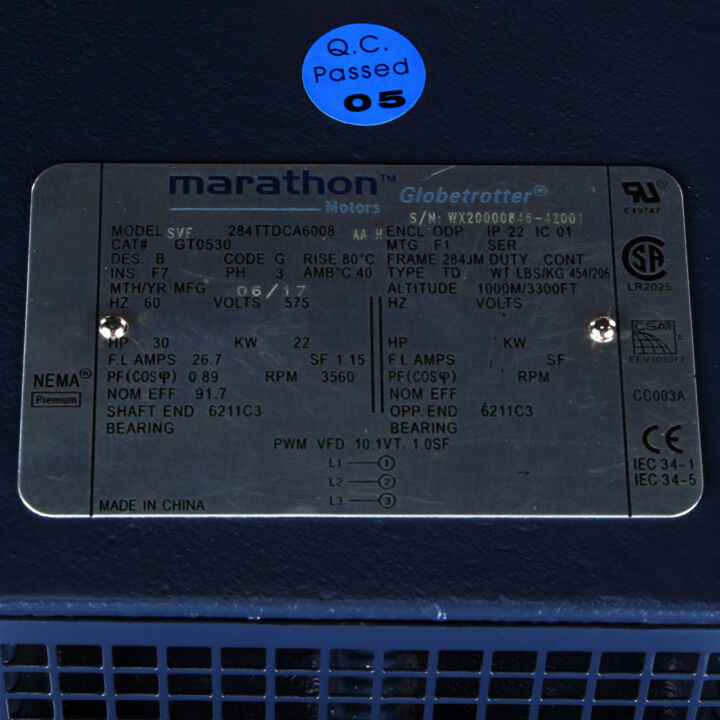 Q.C.
Passed
05
marathon™
Motors
Globetrotter®
S/N: WX20000846-42001
MODEL SVF 284TTDCA6008 AA H ENCL ODP IP 22 IC 01
CAT# GT0530 MTG F1 SER
DES B CODE G RISE 80°C FRAME 284JM DUTY CONT
INS F7 PH 3 AMB°C 40 TYPE TD WT LBS/KG 454/206
MTH/YR MFG 06/17 ALTITUDE 1000M/3300FT
HZ 60 VOLTS 575 HZ VOLTS
HP 30 KW 22 HP KW
F.L AMPS 26.7 SF 1.15 F.L AMPS SF
PF(COSφ) 0.89 RPM 3560 PF(COSφ) RPM
NOM EFF 91.7 NOM EFF
SHAFT END 6211C3 OPP. END 6211C3
BEARING BEARING
PWM VFD 10:1VT, 1.0SF
L1 1
L2 2
L3 3
MADE IN CHINA
NEMA®
Premium
E49747
LR2025
CSA
EEV102077
CC093A
CE
IEC 34-1
IEC 34-5